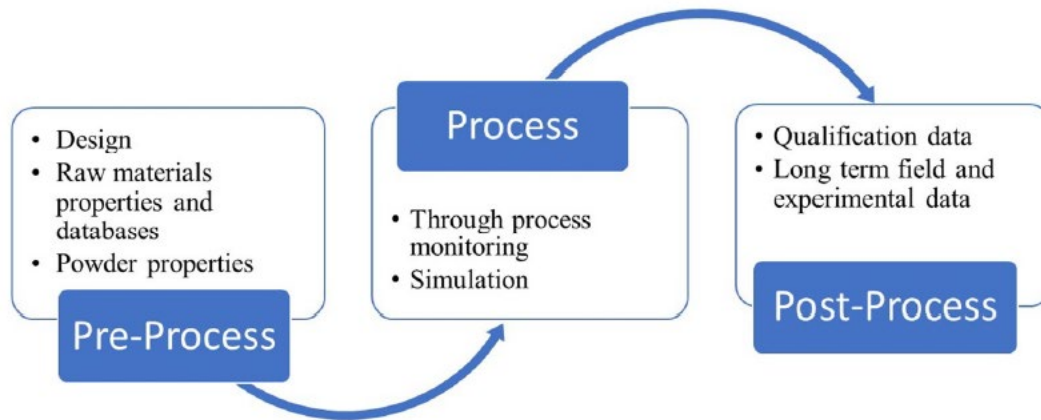 • Design
• Raw materials
properties and
databases
• Powder properties
Pre-Process
Process
• Through process
monitoring
• Simulation
• Qualification data
• Long term field and
experimental data
Post-Process